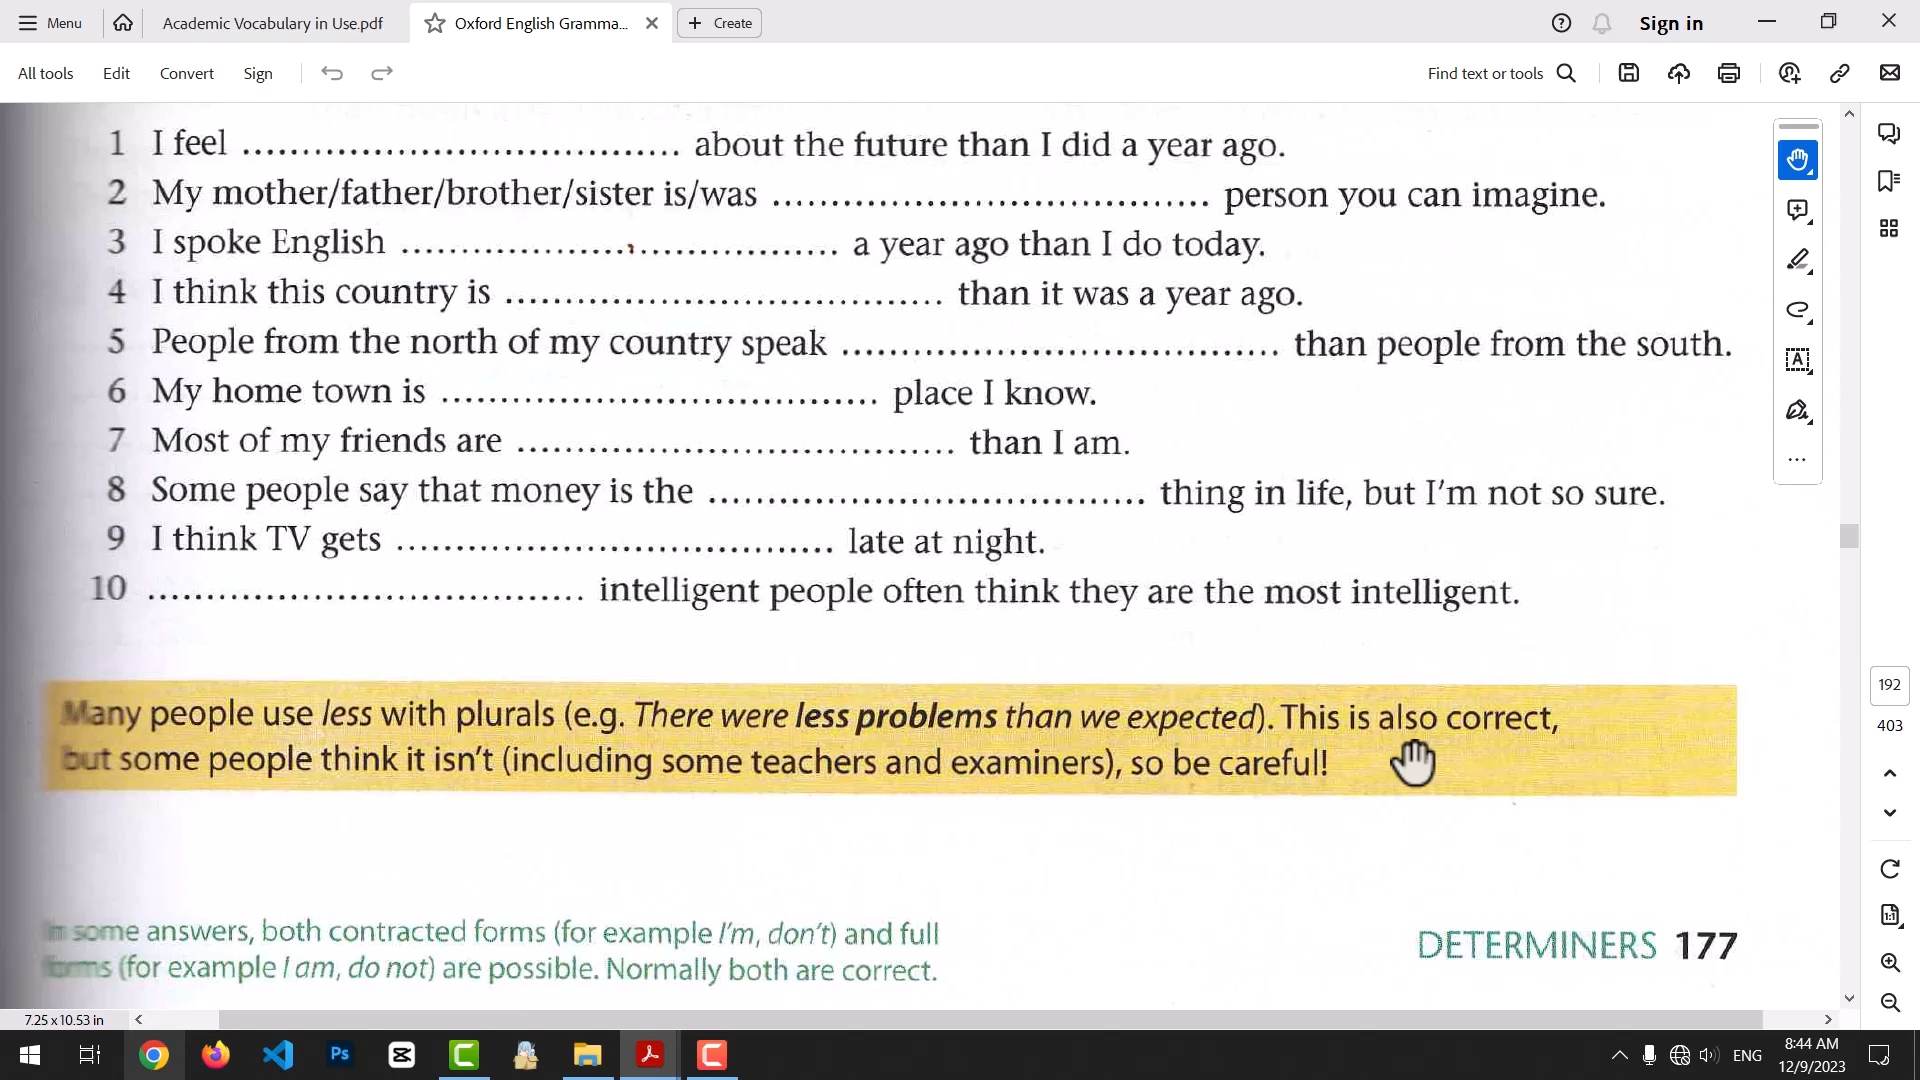 Menu
Academic Vocabulary in Use.pdf
Oxford English Gramma...
Create
Sign in
All tools
Edit
Convert
Sign
Find text or tools
1 I feel ..................................... about the future than I did a year ago.
2 My mother/father/brother/sister is/was ..................................... person you can imagine.
3 I spoke English ..................................... a year ago than I do today.
4 I think this country is ..................................... than it was a year ago.
5 People from the north of my country speak ..................................... than people from the south.
6 My home town is ..................................... place I know.
7 Most of my friends are ..................................... than I am.
8 Some people say that money is the ..................................... thing in life, but I'm not so sure.
9 I think TV gets ..................................... late at night.
10 ..................................... intelligent people often think they are the most intelligent.
Many people use less with plurals (e.g. There were less problems than we expected). This is also correct,
but some people think it isn't (including some teachers and examiners), so be careful!
In some answers, both contracted forms (for example I'm, don't) and full
forms (for example I am, do not) are possible. Normally both are correct.
DETERMINERS 177
192
403
7.25 x 10.53 in
Ps
ENG
8:44 AM
12/9/2023